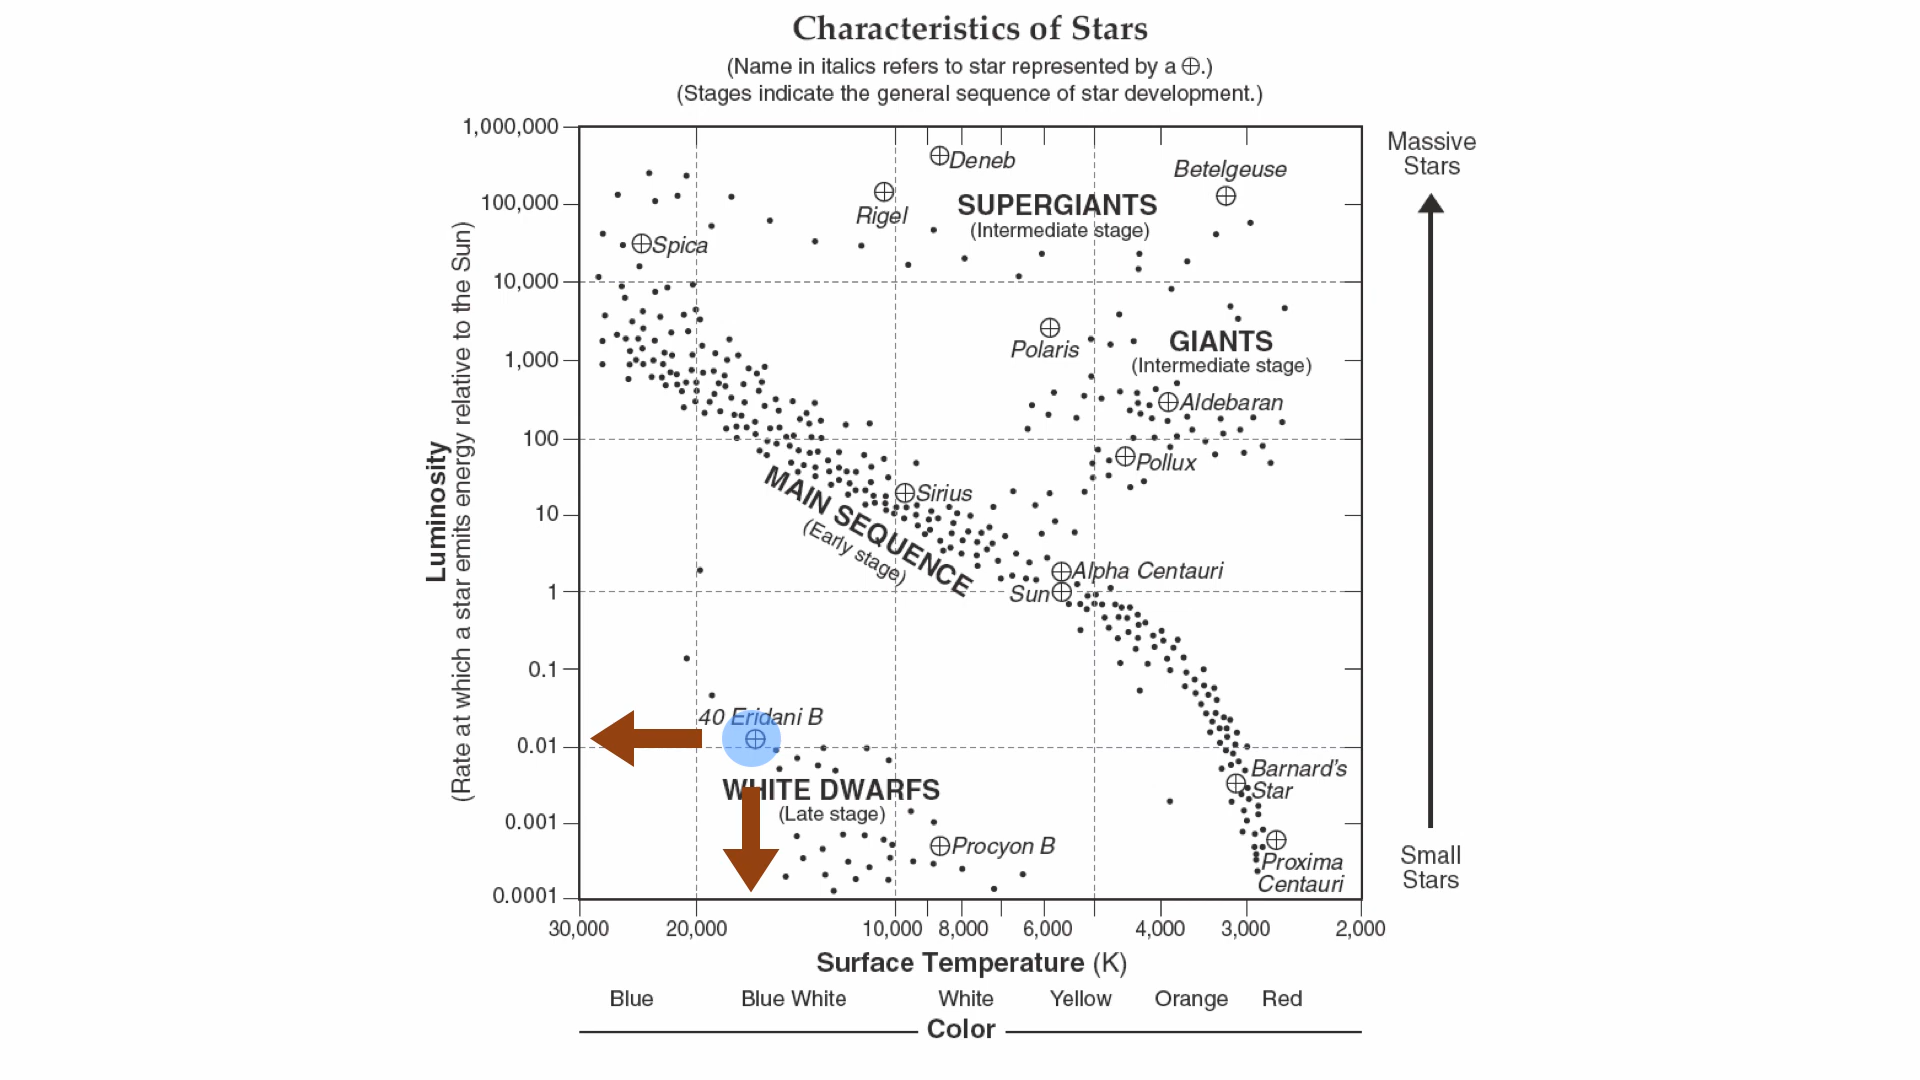 Characteristics of Stars
(Name in italics refers to star represented by a ⊕.)
(Stages indicate the general sequence of star development.)
Luminosity
(Rate at which a star emits energy relative to the Sun)
1,000,000
100,000
10,000
1,000
100
10
1
0.1
0.01
0.001
0.0001
Deneb
Betelgeuse
Rigel
SUPERGIANTS
(Intermediate stage)
Spica
Polaris
GIANTS
(Intermediate stage)
Aldebaran
Pollux
Sirius
MAIN SEQUENCE
(Early stage)
Alpha Centauri
Sun
40 Eridani B
WHITE DWARFS
(Late stage)
Procyon B
Barnard's
Star
Proxima
Centauri
Massive
Stars
Small
Stars
30,000 20,000 10,000 8,000 6,000 4,000 3,000 2,000
Surface Temperature (K)
Blue Blue White White Yellow Orange Red
Color